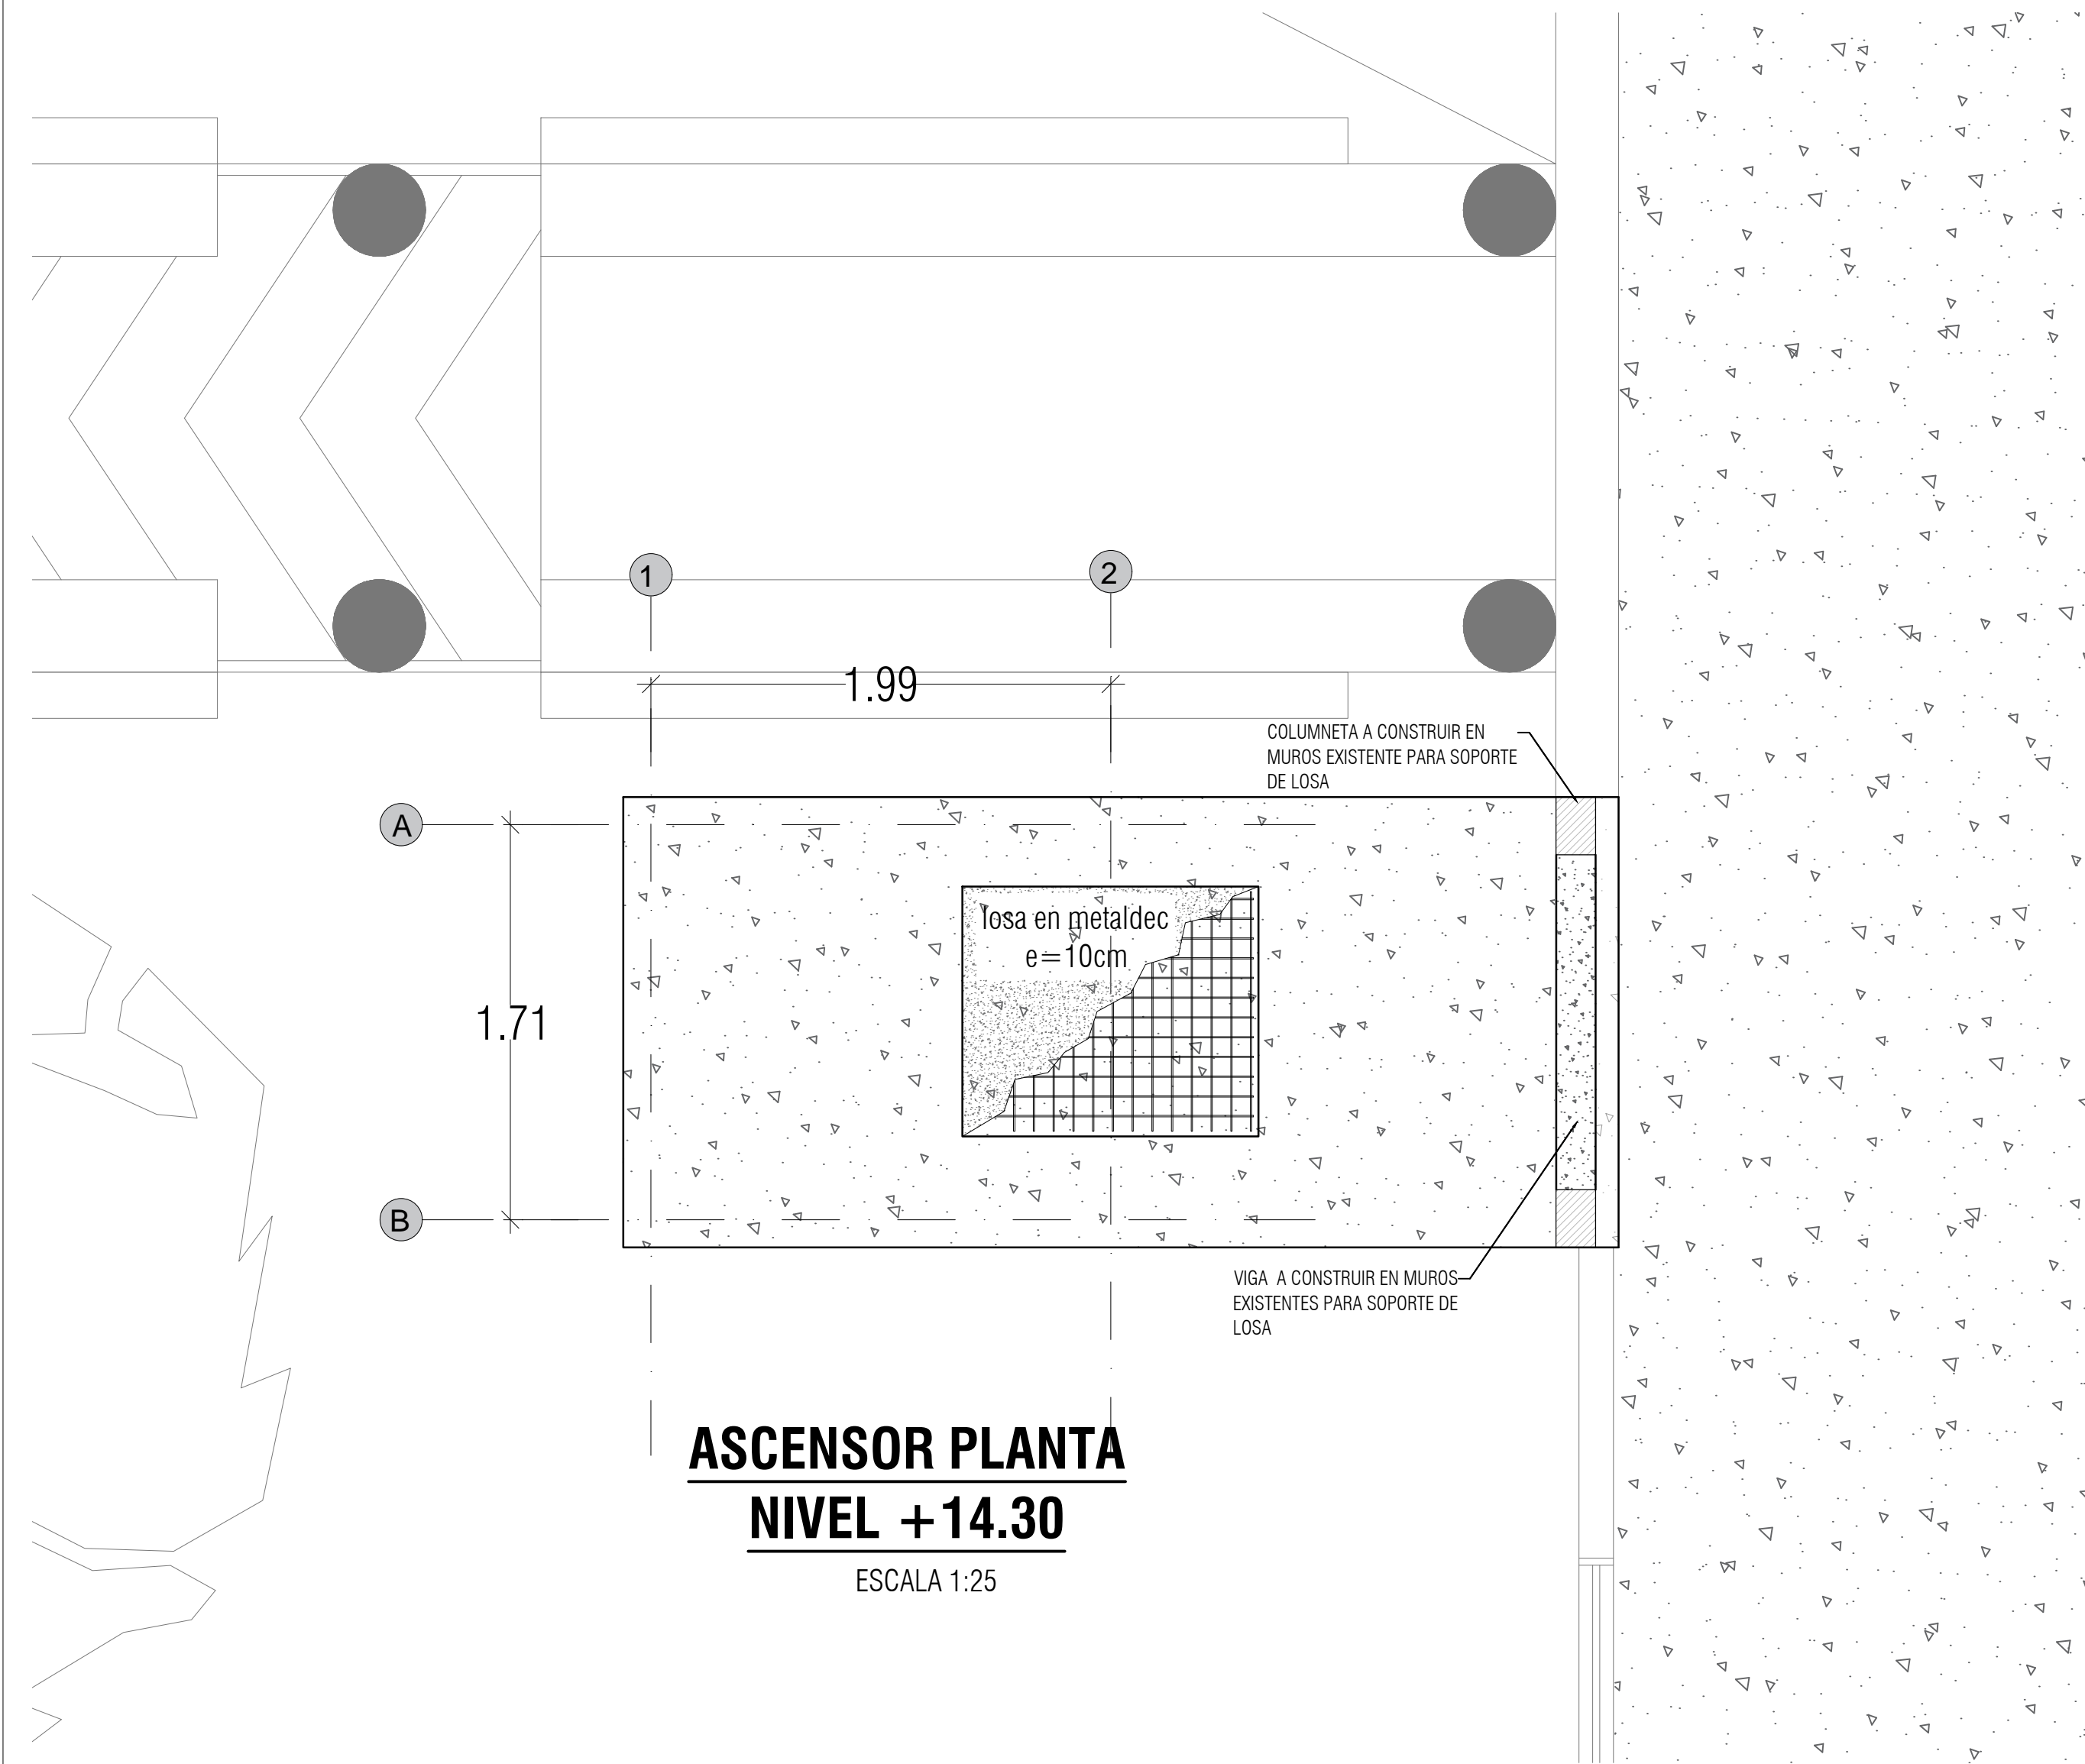 1
2
1.99
COLUMNETA A CONSTRUIR EN
MUROS EXISTENTE PARA SOPORTE
DE LOSA
A
losa en metaldec
e=10cm
1.71
B
VIGA A CONSTRUIR EN MUROS
EXISTENTES PARA SOPORTE DE
LOSA
ASCENSOR PLANTA
NIVEL +14.30
ESCALA 1:25